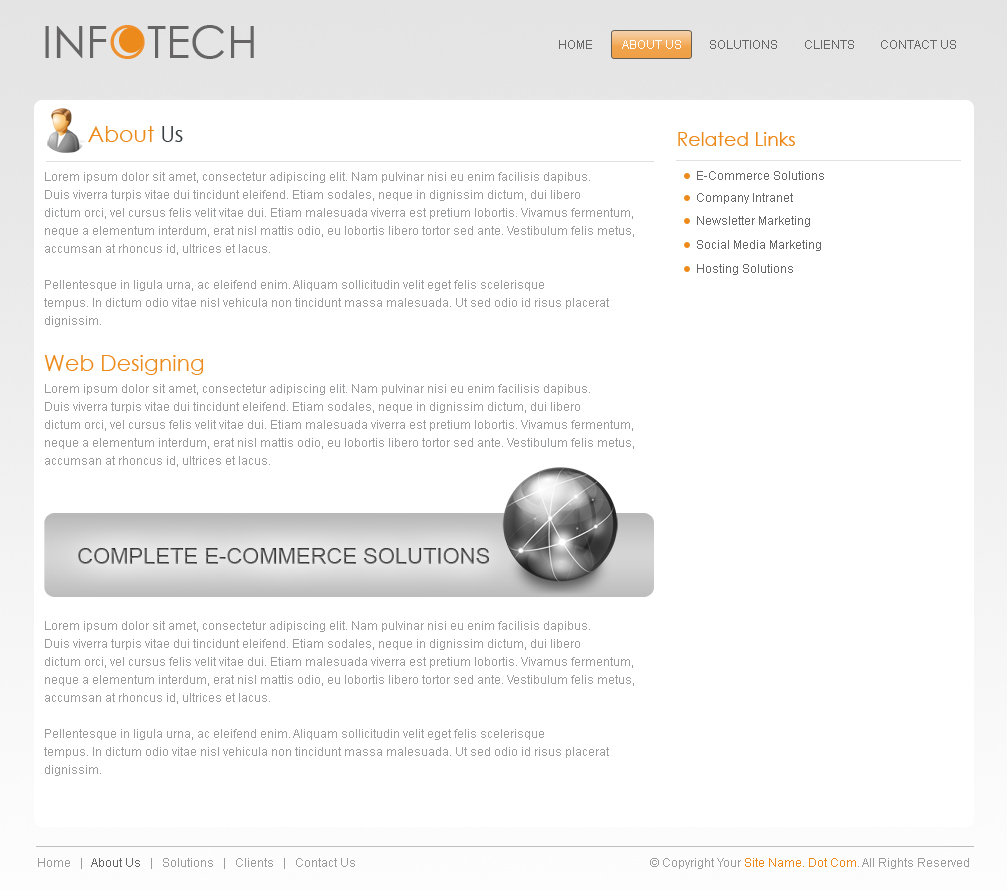 INFOTECH
HOME ABOUT US SOLUTIONS CLIENTS CONTACT US
About Us
Lorem ipsum dolor sit amet, consectetur adipiscing elit. Nam pulvinar nisi eu enim facilisis dapibus.
Duis viverra turpis vitae dui tincidunt eleifend. Etiam sodales, neque in dignissim dictum, dui libero
dictum orci, vel cursus felis velit vitae dui. Etiam malesuada viverra est pretium lobortis. Vivamus fermentum,
neque a elementum interdum, erat nisl mattis odio, eu lobortis libero tortor sed ante. Vestibulum felis metus,
accumsan at rhoncus id, ultrices et lacus.
Pellentesque in ligula urna, ac eleifend enim. Aliquam sollicitudin velit eget felis scelerisque
tempus. In dictum odio vitae nisl vehicula non tincidunt massa malesuada. Ut sed odio id risus placerat
dignissim.
Web Designing
Lorem ipsum dolor sit amet, consectetur adipiscing elit. Nam pulvinar nisi eu enim facilisis dapibus.
Duis viverra turpis vitae dui tincidunt eleifend. Etiam sodales, neque in dignissim dictum, dui libero
dictum orci, vel cursus felis velit vitae dui. Etiam malesuada viverra est pretium lobortis. Vivamus fermentum,
neque a elementum interdum, erat nisl mattis odio, eu lobortis libero tortor sed ante. Vestibulum felis metus,
accumsan at rhoncus id, ultrices et lacus.
COMPLETE E-COMMERCE SOLUTIONS
Lorem ipsum dolor sit amet, consectetur adipiscing elit. Nam pulvinar nisi eu enim facilisis dapibus.
Duis viverra turpis vitae dui tincidunt eleifend. Etiam sodales, neque in dignissim dictum, dui libero
dictum orci, vel cursus felis velit vitae dui. Etiam malesuada viverra est pretium lobortis. Vivamus fermentum,
neque a elementum interdum, erat nisl mattis odio, eu lobortis libero tortor sed ante. Vestibulum felis metus,
accumsan at rhoncus id, ultrices et lacus.
Pellentesque in ligula urna, ac eleifend enim. Aliquam sollicitudin velit eget felis scelerisque
tempus. In dictum odio vitae nisl vehicula non tincidunt massa malesuada. Ut sed odio id risus placerat
dignissim.
Related Links
E-Commerce Solutions
Company Intranet
Newsletter Marketing
Social Media Marketing
Hosting Solutions
Home | About Us | Solutions | Clients | Contact Us
© Copyright Your Site Name. Dot Com. All Rights Reserved